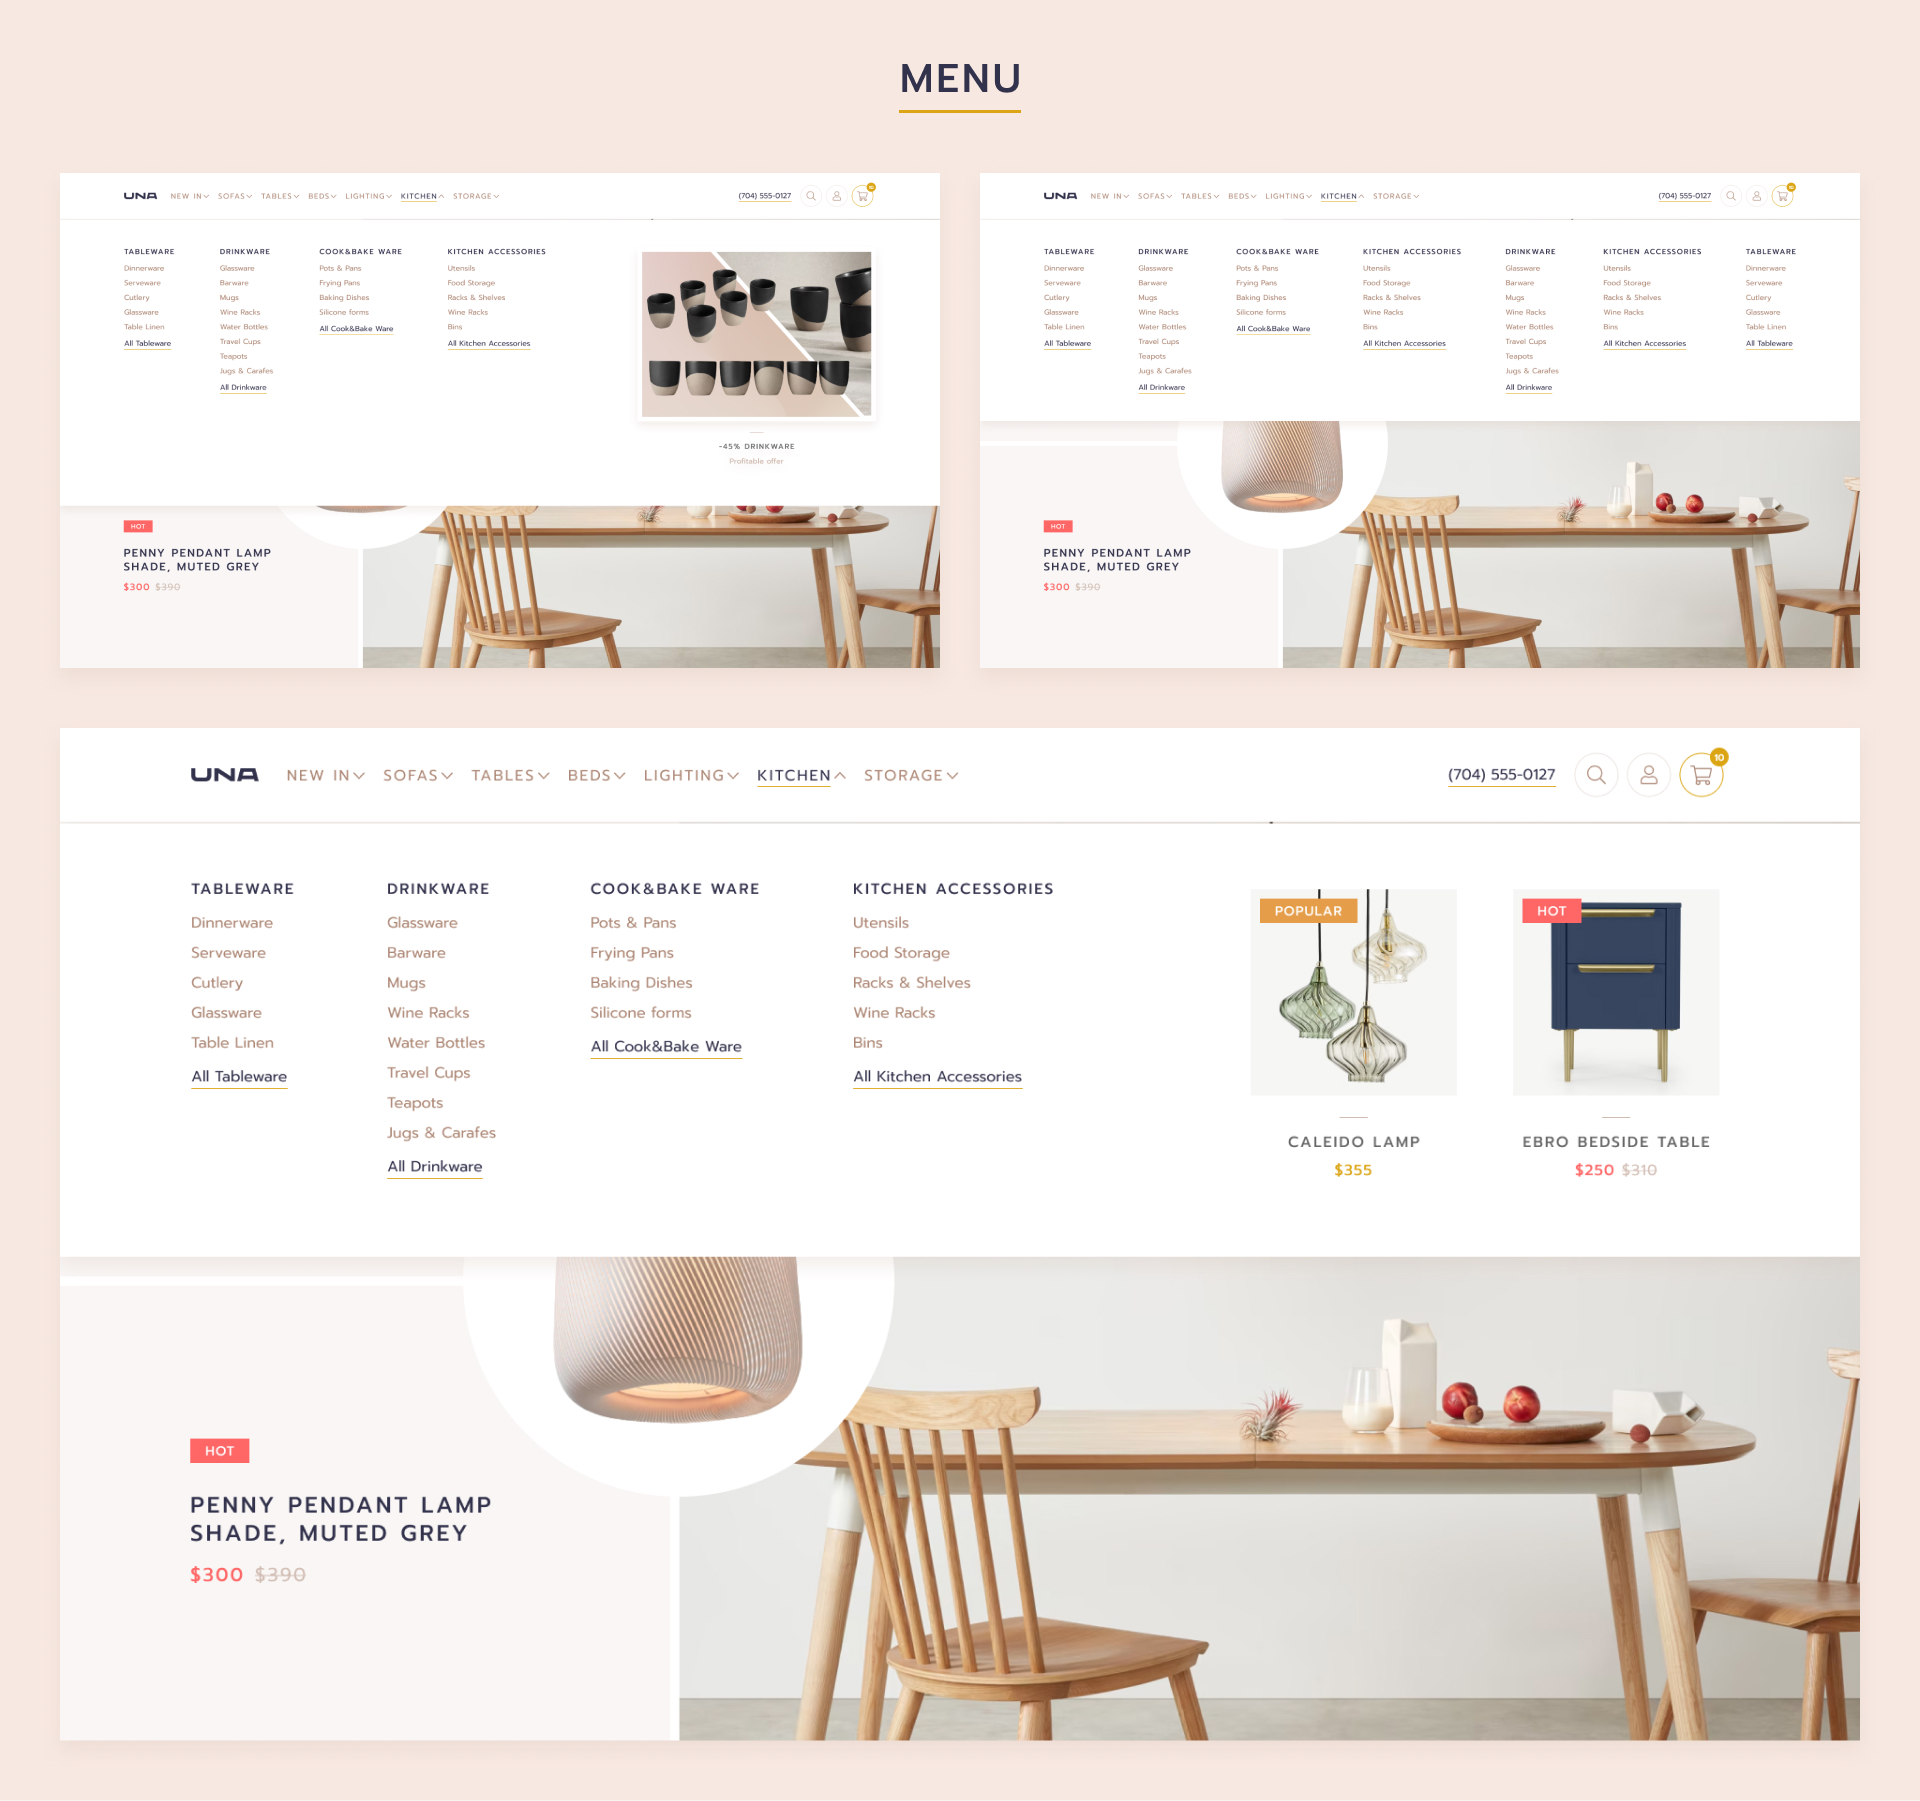 MENU
UNA NEW IN SOFAS TABLES BEDS LIGHTING KITCHEN STORAGE (704) 555-0127 10
TABLEWARE
Dinnerware
Serveware
Cutlery
Glassware
Table Linen
All Tableware
DRINKWARE
Glassware
Barware
Mugs
Wine Racks
Water Bottles
Travel Cups
Teapots
Jugs & Carafes
All Drinkware
COOK&BAKE WARE
Pots & Pans
Frying Pans
Baking Dishes
Silicone forms
All Cook&Bake Ware
KITCHEN ACCESSORIES
Utensils
Food Storage
Racks & Shelves
Wine Racks
Bins
All Kitchen Accessories
-45% DRINKWARE
Profitable offer
HOT
PENNY PENDANT LAMP
SHADE, MUTED GREY
$300 $390
UNA NEW IN SOFAS TABLES BEDS LIGHTING KITCHEN STORAGE (704) 555-0127 10
TABLEWARE
Dinnerware
Serveware
Cutlery
Glassware
Table Linen
All Tableware
DRINKWARE
Glassware
Barware
Mugs
Wine Racks
Water Bottles
Travel Cups
Teapots
Jugs & Carafes
All Drinkware
COOK&BAKE WARE
Pots & Pans
Frying Pans
Baking Dishes
Silicone forms
All Cook&Bake Ware
KITCHEN ACCESSORIES
Utensils
Food Storage
Racks & Shelves
Wine Racks
Bins
All Kitchen Accessories
DRINKWARE
Glassware
Barware
Mugs
Wine Racks
Water Bottles
Travel Cups
Teapots
Jugs & Carafes
All Drinkware
KITCHEN ACCESSORIES
Utensils
Food Storage
Racks & Shelves
Wine Racks
Bins
All Kitchen Accessories
TABLEWARE
Dinnerware
Serveware
Cutlery
Glassware
Table Linen
All Tableware
HOT
PENNY PENDANT LAMP
SHADE, MUTED GREY
$300 $390
UNA NEW IN SOFAS TABLES BEDS LIGHTING KITCHEN STORAGE (704) 555-0127 10
TABLEWARE
Dinnerware
Serveware
Cutlery
Glassware
Table Linen
All Tableware
DRINKWARE
Glassware
Barware
Mugs
Wine Racks
Water Bottles
Travel Cups
Teapots
Jugs & Carafes
All Drinkware
COOK&BAKE WARE
Pots & Pans
Frying Pans
Baking Dishes
Silicone forms
All Cook&Bake Ware
KITCHEN ACCESSORIES
Utensils
Food Storage
Racks & Shelves
Wine Racks
Bins
All Kitchen Accessories
POPULAR
CALEIDO LAMP
$355
HOT
EBRO BEDSIDE TABLE
$250 $310
HOT
PENNY PENDANT LAMP
SHADE, MUTED GREY
$300 $390